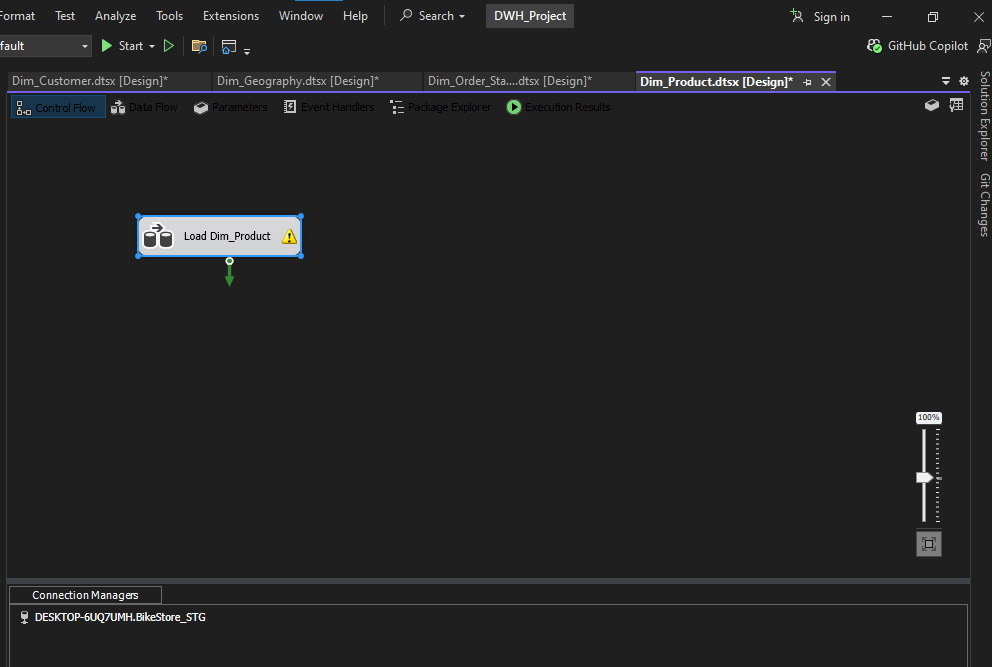 Format Test Analyze Tools Extensions Window Help Search DWH_Project Sign in
fault Start GitHub Copilot
Dim_Customer.dtsx [Design]* Dim_Geography.dtsx [Design]* Dim_Order_Sta....dtsx [Design]* Dim_Product.dtsx [Design]*
Control Flow Data Flow Parameters Event Handlers Package Explorer Execution Results
Solution Explorer
Git Changes
Load Dim_Product
100%
Connection Managers
DESKTOP-6UQ7UMH.BikeStore_STG